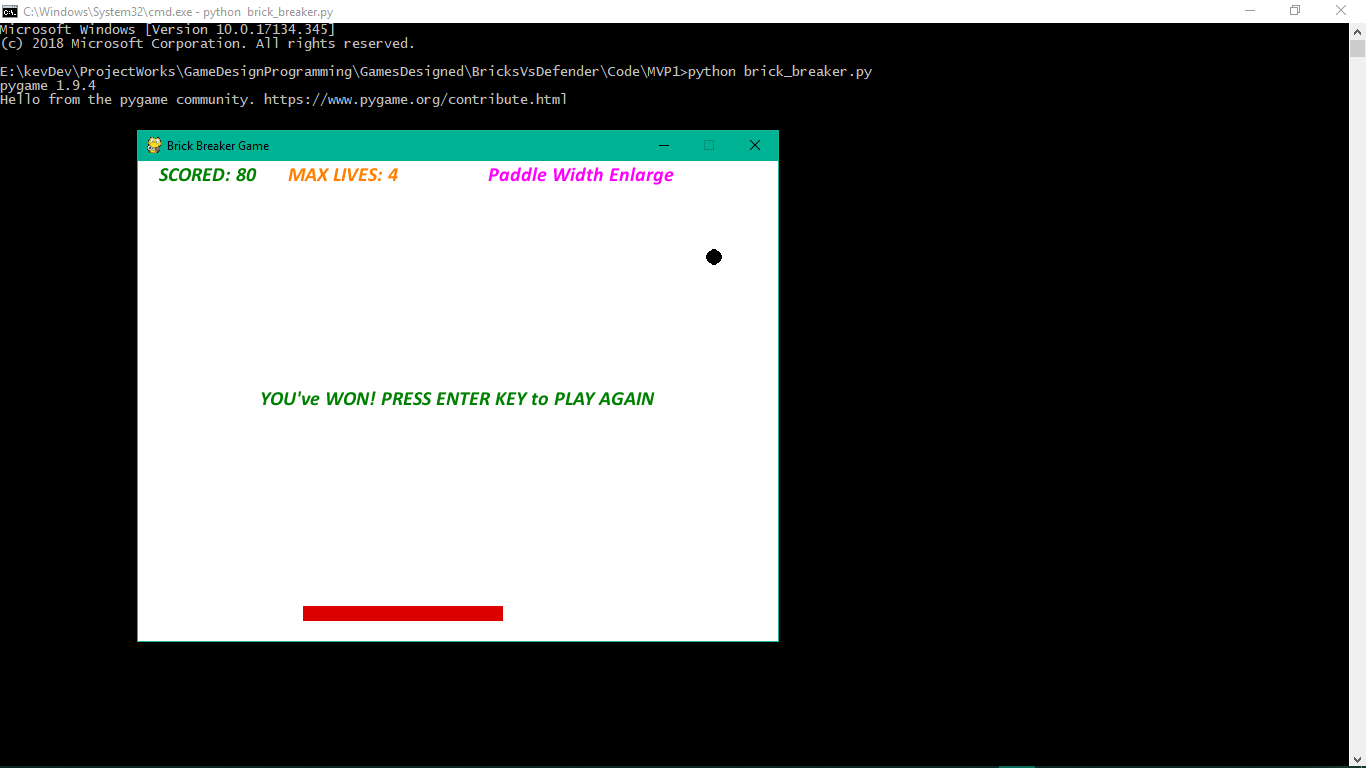 C:\Windows\System32\cmd.exe - python  brick_breaker.py
Microsoft Windows [Version 10.0.17134.345]
(c) 2018 Microsoft Corporation. All rights reserved.
E:\kevDev\ProjectWorks\GameDesignProgramming\GamesDesigned\BricksVsDefender\Code\MVP1>python brick_breaker.py
pygame 1.9.4
Hello from the pygame community. https://www.pygame.org/contribute.html
Brick Breaker Game
SCORED: 80 MAX LIVES: 4 Paddle Width Enlarge
YOU've WON! PRESS ENTER KEY to PLAY AGAIN